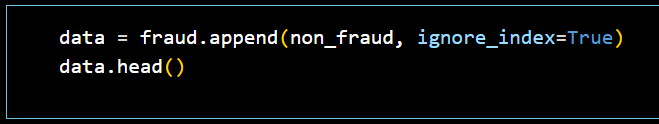 data = fraud.append(non_fraud, ignore_index=True)
data.head()